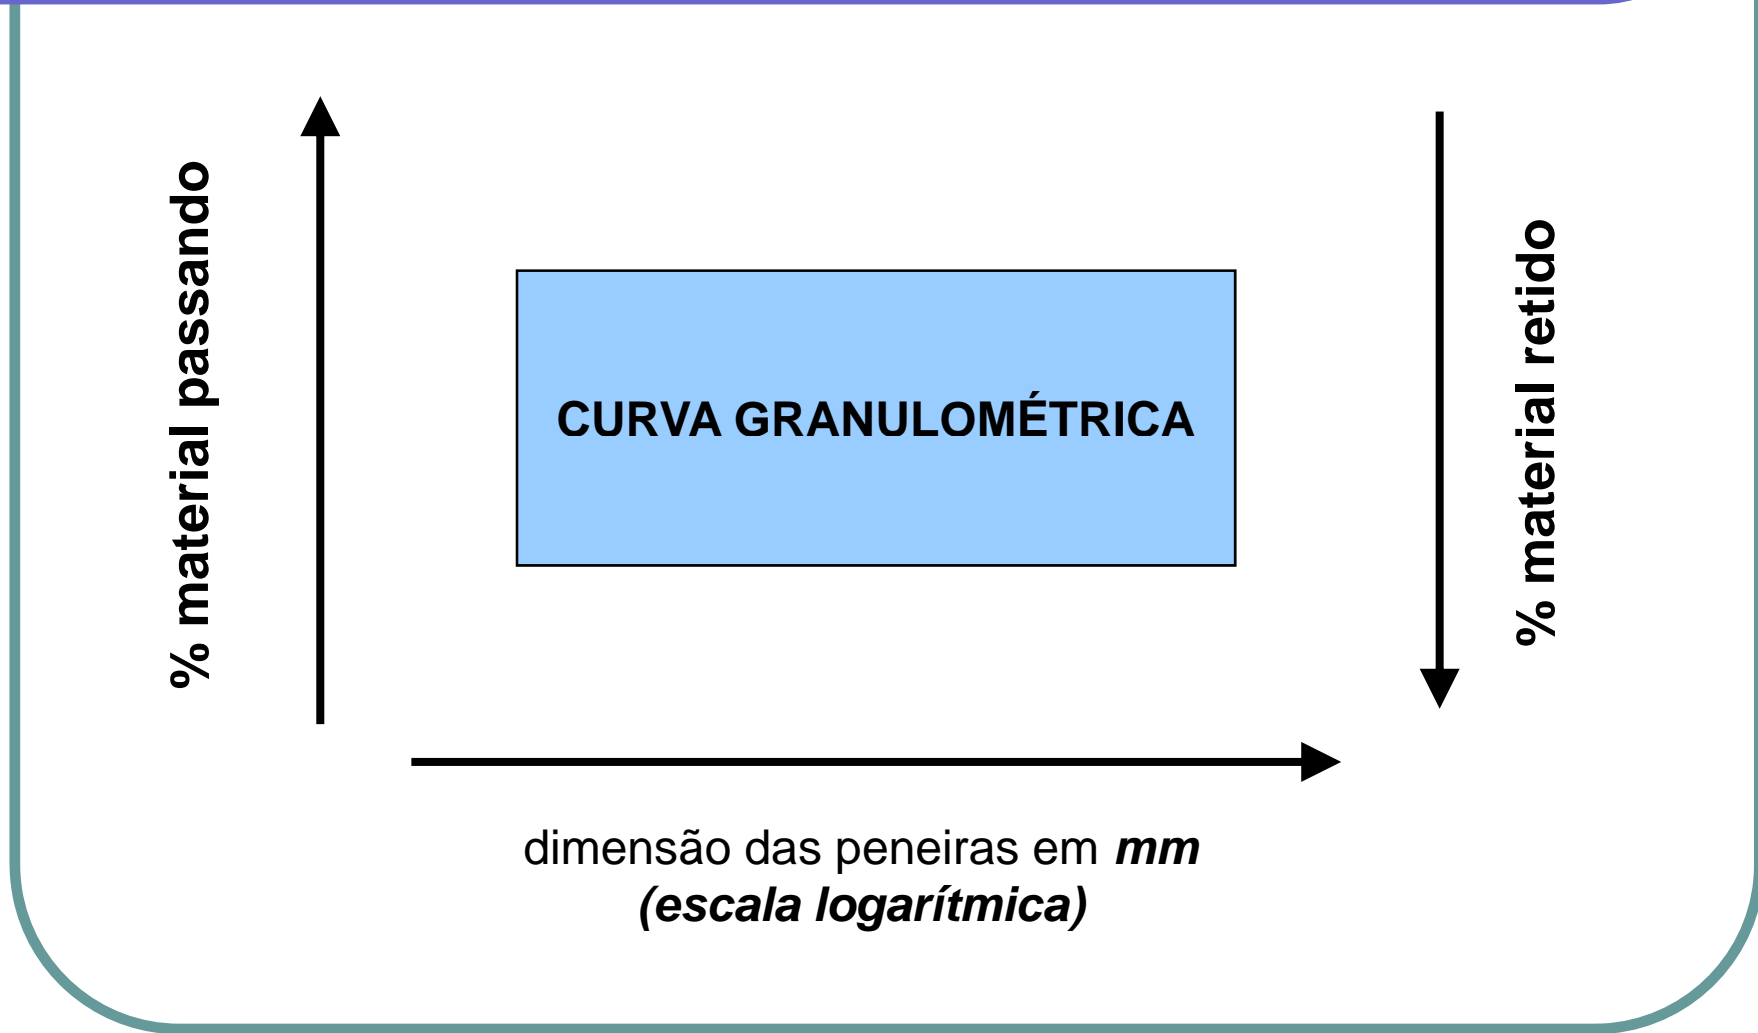 % material passando
CURVA GRANULOMÉTRICA
% material retido
dimensão das peneiras em mm
(escala logarítmica)